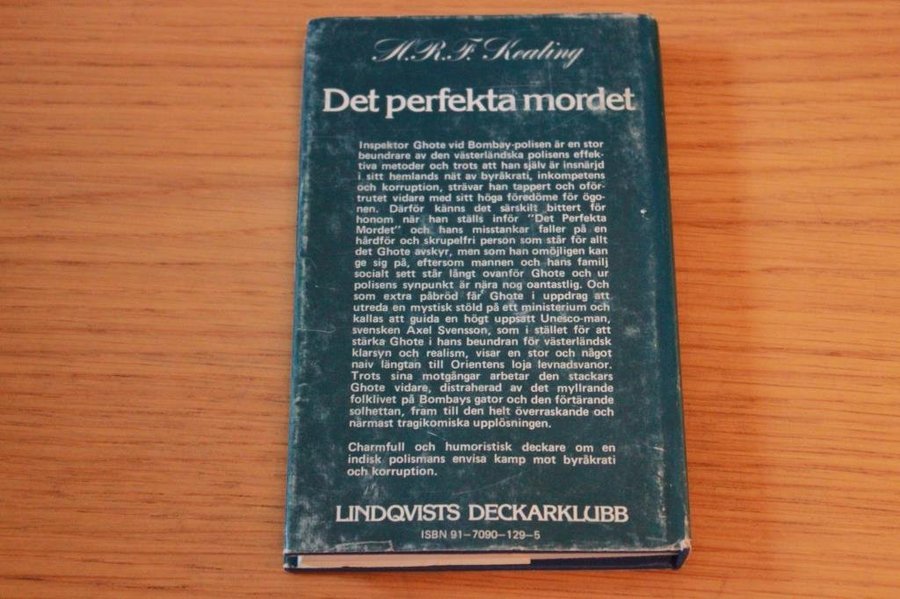 H.R.F. Keating
Det perfekta mordet
Inspektor Ghote vid Bombay-polisen är en stor
beundrare av den västerländska polisens effek-
tiva metoder och trots att han själv är insnärjd
i sitt hemlands nät av byråkrati, inkompetens
och korruption, strävar han tappert och oför-
trutet vidare med sitt höga föredöme för ögo-
nen. Därför känns det särskilt bittert för
honom när han ställs inför "Det Perfekta
Mordet" och hans misstankar faller på en
hårdför och skrupelfri person som står för allt
det Ghote avskyr, men som han omöjligen kan
ge sig på, eftersom mannen och hans familj
socialt sett står långt ovanför Ghote och ur
polisens synpunkt är nära nog oantastlig. Och
som extra påbröd får Ghote i uppdrag att
utreda en mystisk stöld på ett ministerium och
kallas att guida en högt uppsatt Unesco-man,
svensken Axel Svensson, som i stället för att
stärka Ghote i hans beundran för västerländsk
klarsyn och realism, visar en stor och något
naiv längtan till Orientens loja levnadsvanor.
Trots sina motgångar arbetar den stackars
Ghote vidare, distraherad av det myllrande
folklivet på Bombays gator och den förtärande
solhettan, fram till den helt överraskande och
närmast tragikomiska upplösningen.
Charmfull och humoristisk deckare om en
indisk polismans envisa kamp mot byråkrati
och korruption.
LINDQVISTS DECKARKLUBB
ISBN 91-7090-129-5